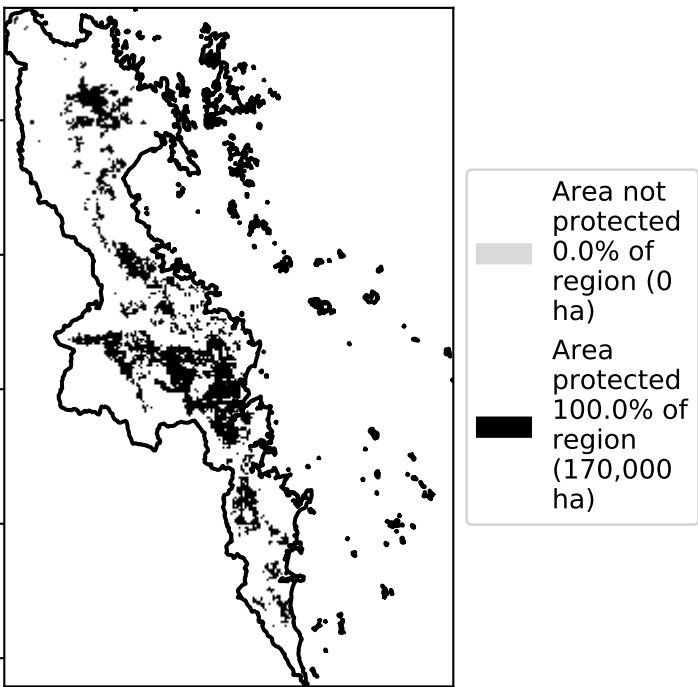 Area not
protected
0.0% of
region (0
ha)
Area
protected
100.0% of
region
(170,000
ha)